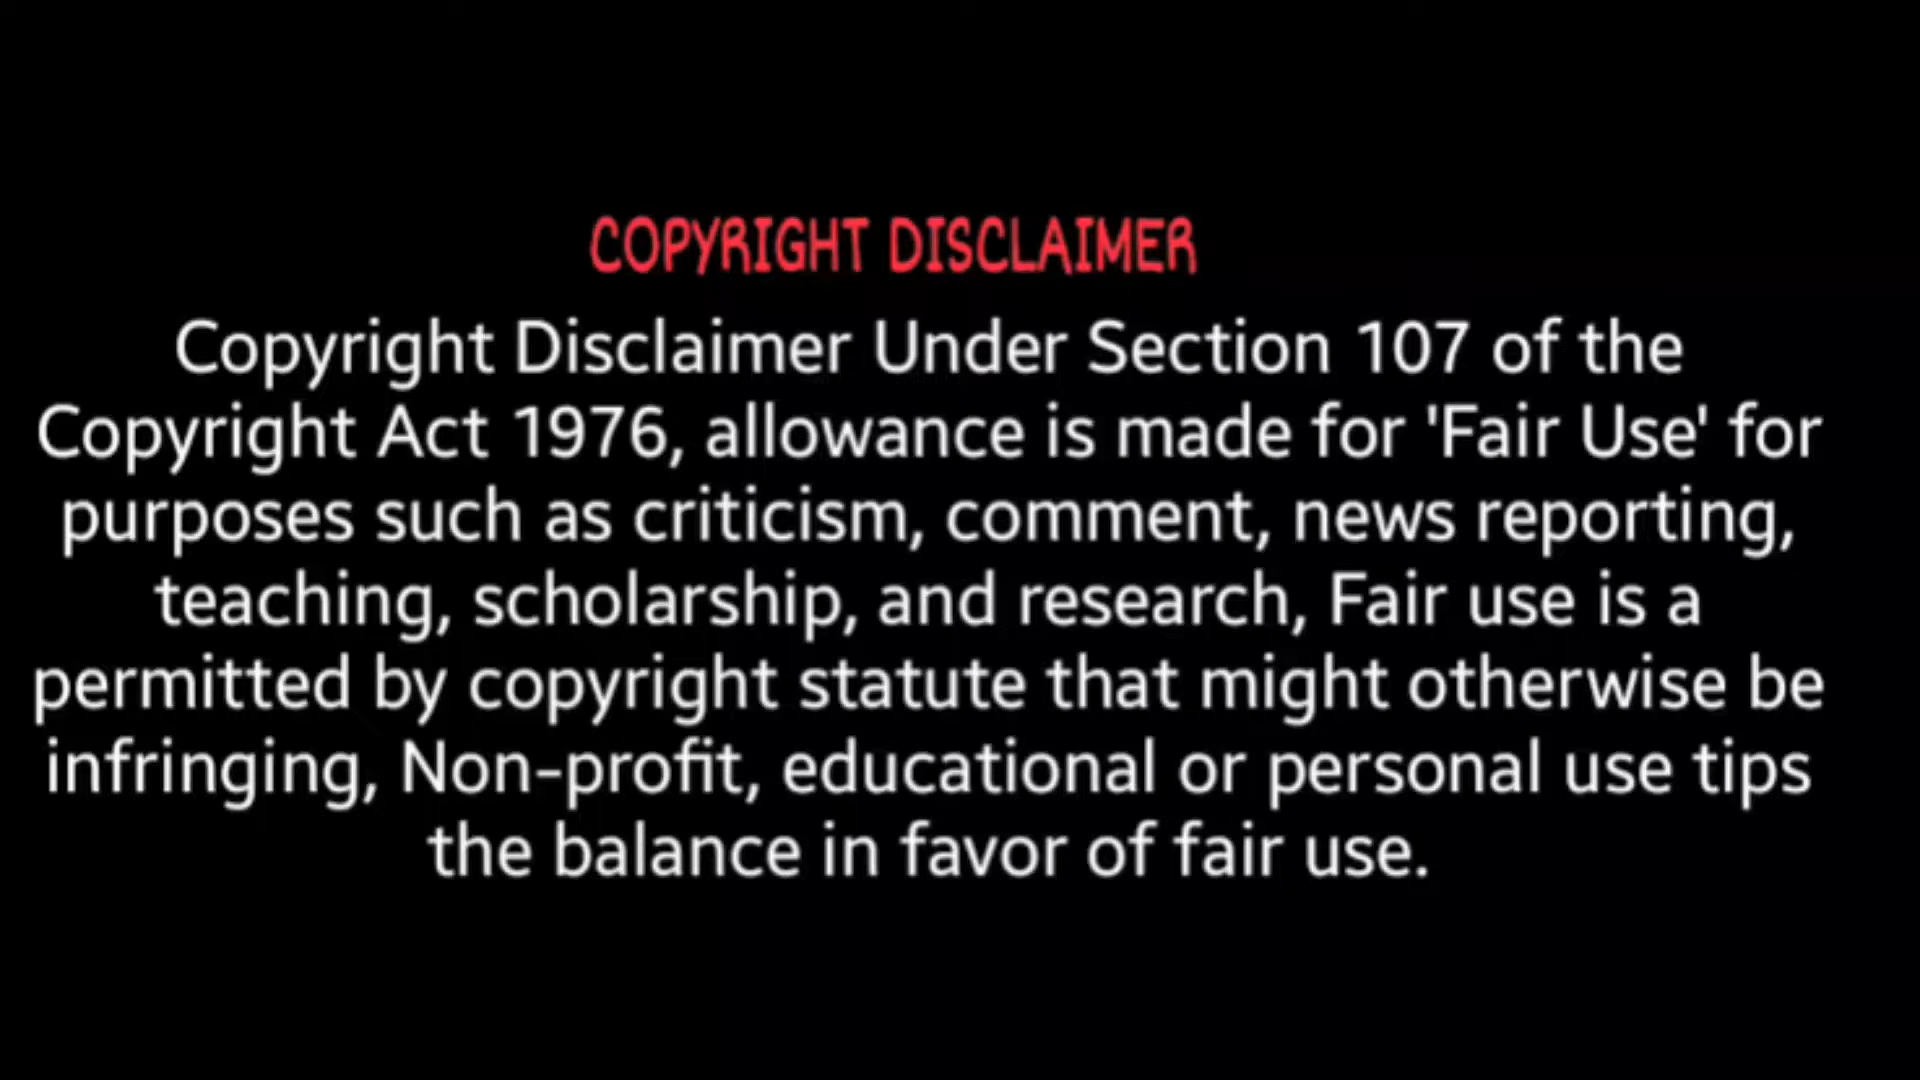 COPYRIGHT DISCLAIMER
Copyright Disclaimer Under Section 107 of the
Copyright Act 1976, allowance is made for 'Fair Use' for
purposes such as criticism, comment, news reporting,
teaching, scholarship, and research, Fair use is a
permitted by copyright statute that might otherwise be
infringing, Non-profit, educational or personal use tips
the balance in favor of fair use.